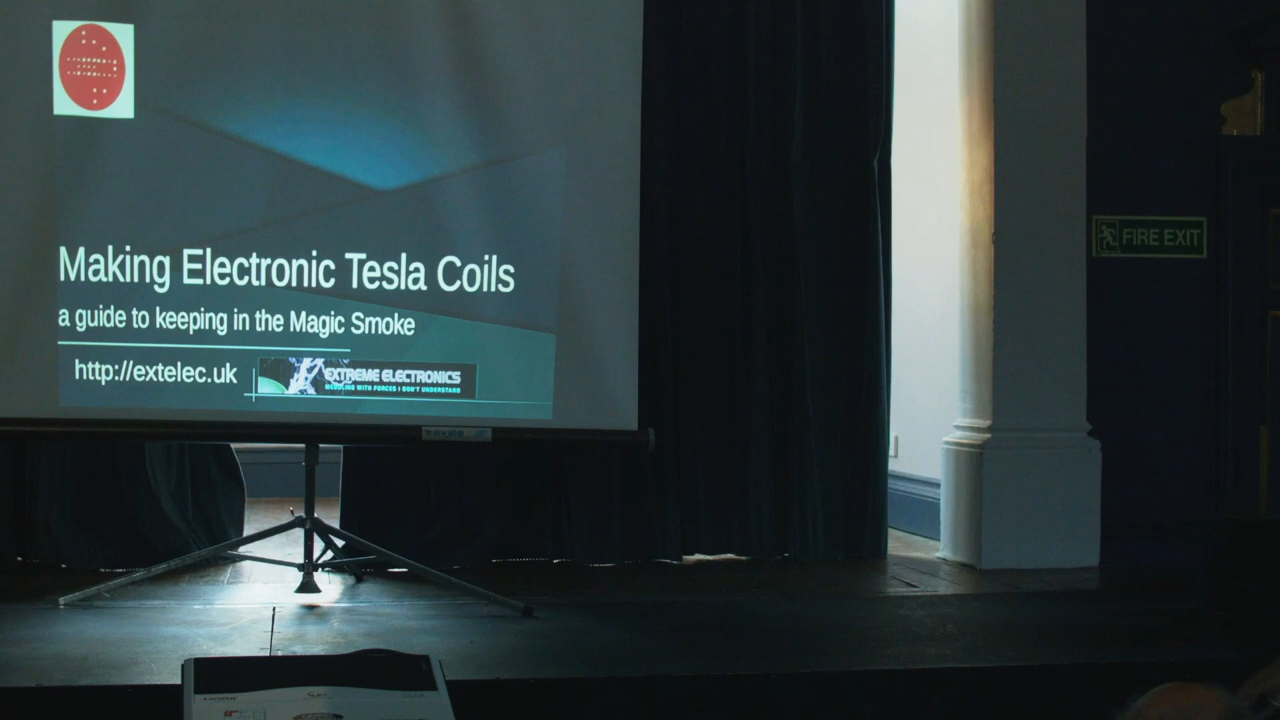 Making Electronic Tesla Coils
a guide to keeping in the Magic Smoke
http://extelec.uk
EXTREME ELECTRONICS
MEDDLING WITH FORCES I DON'T UNDERSTAND
FIRE EXIT